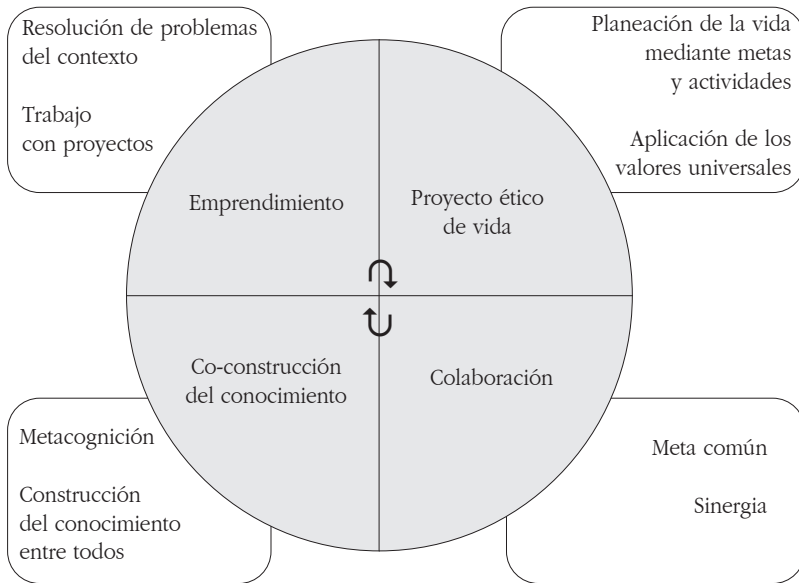 Resolución de problemas
del contexto
Trabajo
con proyectos
Planeación de la vida
mediante metas
y actividades
Aplicación de los
valores universales
Emprendimiento
Proyecto ético
de vida
Co-construcción
del conocimiento
Colaboración
Metacognición
Construcción
del conocimiento
entre todos
Meta común
Sinergia